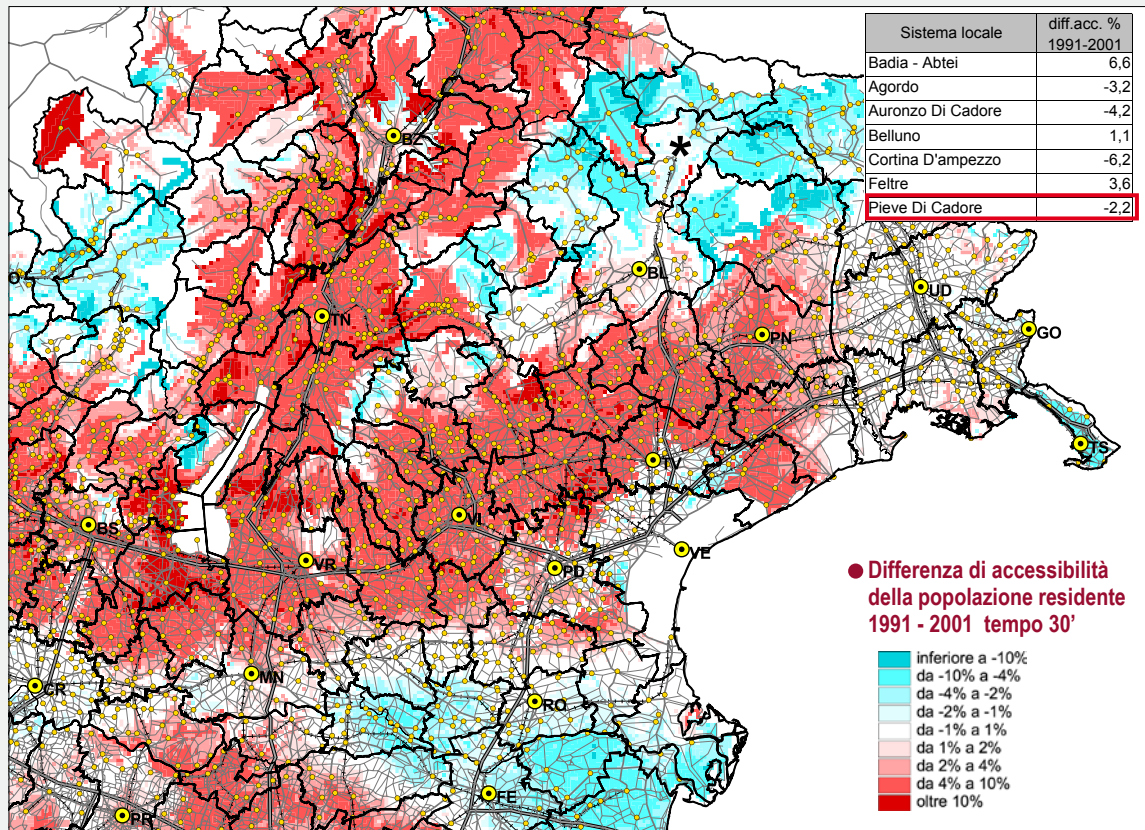 Sistema locale diff.acc. % 1991-2001
Badia - Abtei 6,6
Agordo -3,2
Auronzo Di Cadore -4,2
Belluno 1,1
Cortina D'ampezzo -6,2
Feltre 3,6
Pieve Di Cadore -2,2
BZ
*
BL
UD
TN
PN
GO
TV
TS
BS
VI
VR
PD
VE
CR
MN
RO
FE
PR
Differenza di accessibilità
della popolazione residente
1991 - 2001 tempo 30'
inferiore a -10%
da -10% a -4%
da -4% a -2%
da -2% a -1%
da -1% a 1%
da 1% a 2%
da 2% a 4%
da 4% a 10%
oltre 10%